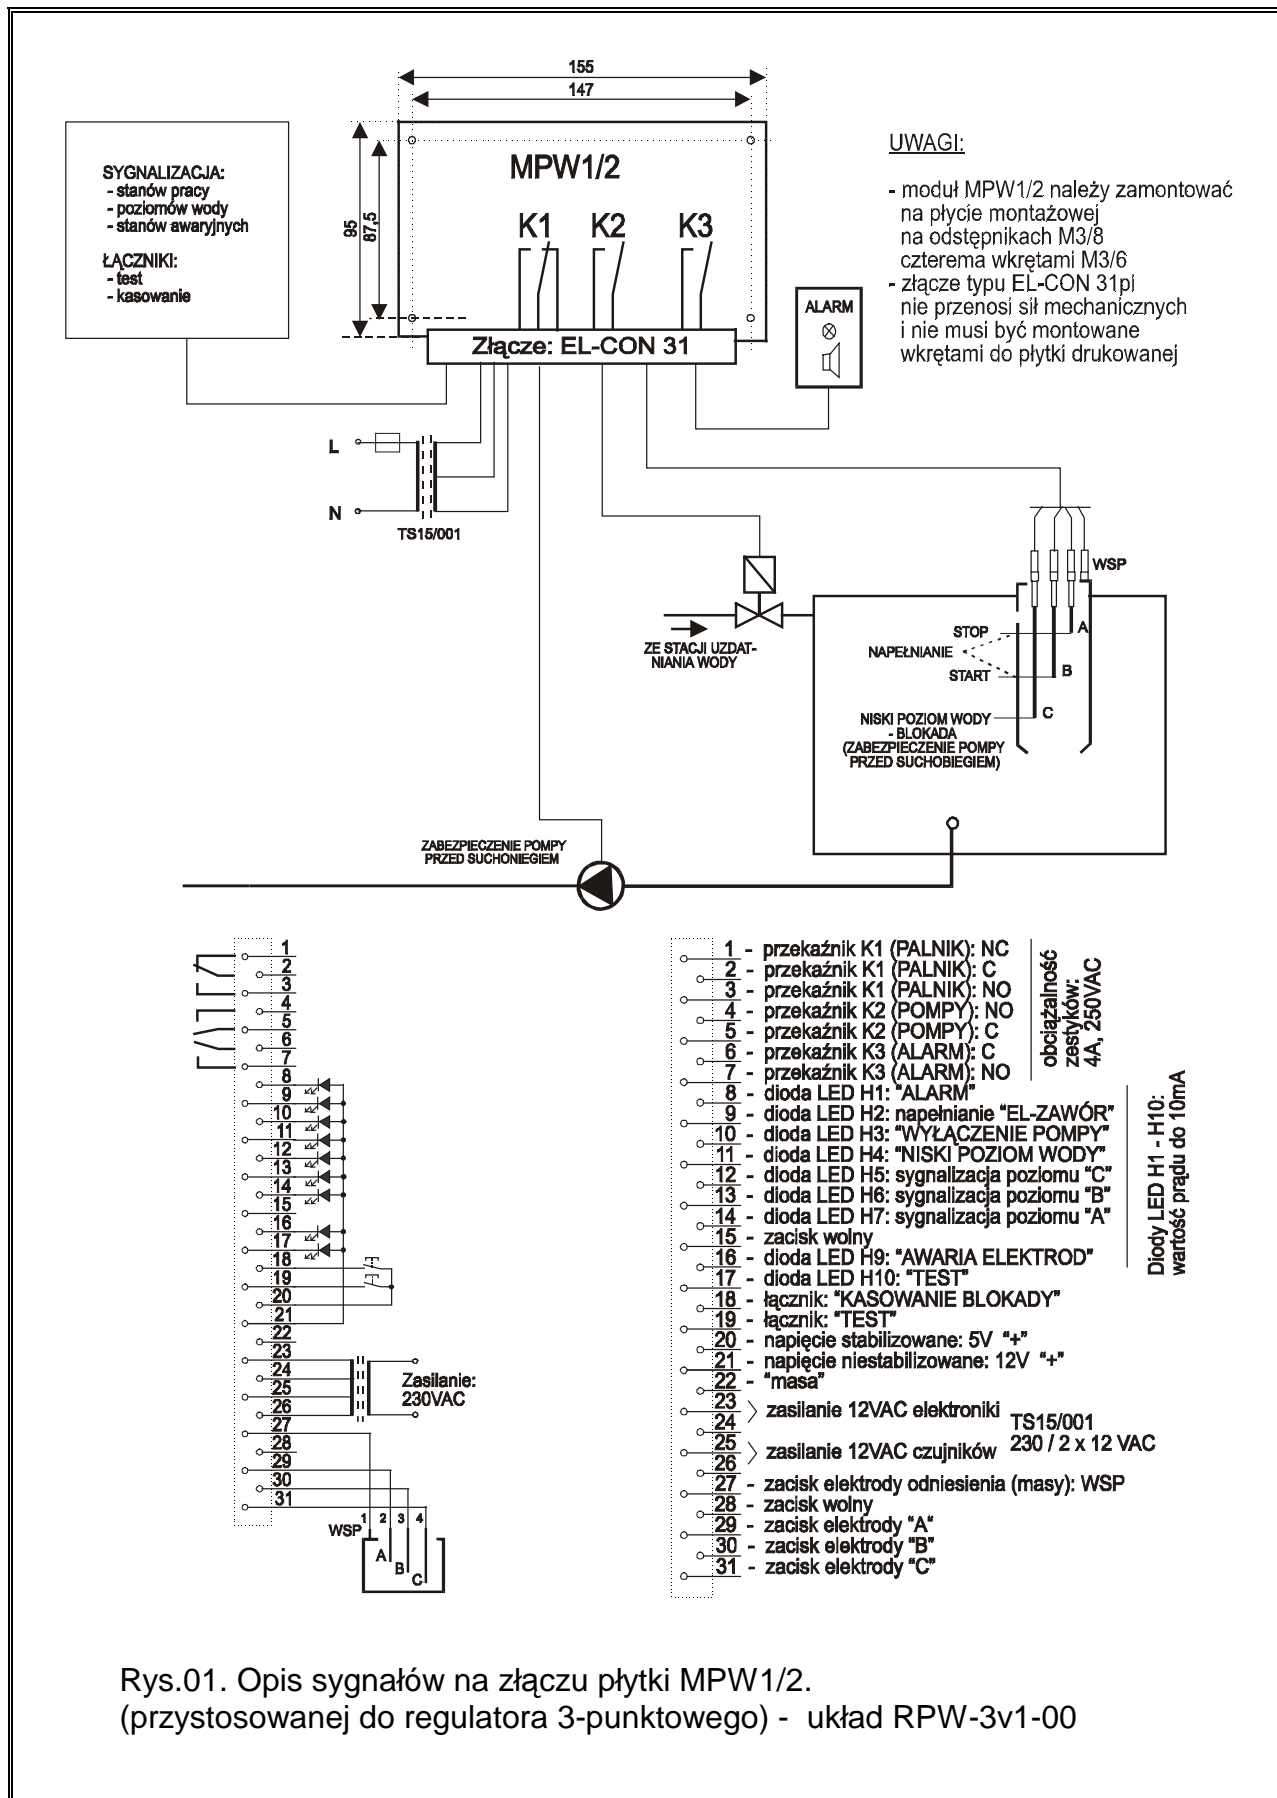 155
147
95
87,5
MPW1/2
K1 K2 K3
Złącze: EL-CON 31
SYGNALIZACJA:
- stanów pracy
- poziomów wody
- stanów awaryjnych
ŁĄCZNIKI:
- test
- kasowanie
UWAGI:
- moduł MPW1/2 należy zamontować
na płycie montażowej
na odstępnikach M3/8
czterema wkrętami M3/6
- złącze typu EL-CON 31pi
nie przenosi sił mechanicznych
i nie musi być montowane
wkrętami do płytki drukowanej
ALARM
L
N
TS15/001
WSP
ZE STACJI UZDAT-
NIANIA WODY
STOP
A
NAPEŁNIANIE
START
B
C
NISKI POZIOM WODY
- BLOKADA
(ZABEZPIECZENIE POMPY
PRZED SUCHOBIEGIEM)
ZABEZPIECZENIE POMPY
PRZED SUCHONIEGIEM
1
2
3
4
5
6
7
8
9
10
11
12
13
14
15
16
17
18
19
20
21
22
23
24
25
26
27
28
29
30
31
Zasilanie:
230VAC
1 2 3 4
WSP
A
B
C
1 - przekaźnik K1 (PALNIK): NC
2 - przekaźnik K1 (PALNIK): C
3 - przekaźnik K1 (PALNIK): NO
4 - przekaźnik K2 (POMPY): NO
5 - przekaźnik K2 (POMPY): C
6 - przekaźnik K3 (ALARM): C
7 - przekaźnik K3 (ALARM): NO
8 - dioda LED H1: "ALARM"
9 - dioda LED H2: napełnianie "EL-ZAWÓR"
10 - dioda LED H3: "WYŁĄCZENIE POMPY"
11 - dioda LED H4: "NISKI POZIOM WODY"
12 - dioda LED H5: sygnalizacja poziomu "C"
13 - dioda LED H6: sygnalizacja poziomu "B"
14 - dioda LED H7: sygnalizacja poziomu "A"
15 - zacisk wolny
16 - dioda LED H9: "AWARIA ELEKTROD"
17 - dioda LED H10: "TEST"
18 - łącznik: "KASOWANIE BLOKADY"
19 - łącznik: "TEST"
20 - napięcie stabilizowane: 5V "+"
21 - napięcie niestabilizowane: 12V "+"
22 - "masa"
23
24
zasilanie 12VAC elektroniki
25
26
zasilanie 12VAC czujników
TS15/001
230 / 2 x 12 VAC
27 - zacisk elektrody odniesienia (masy): WSP
28 - zacisk wolny
29 - zacisk elektrody "A"
30 - zacisk elektrody "B"
31 - zacisk elektrody "C"
obciążalność
zestyków:
4A, 250VAC
Diody LED H1 - H10:
wartość prądu do 10mA
Rys.01. Opis sygnałów na złączu płytki MPW1/2.
(przystosowanej do regulatora 3-punktowego) - układ RPW-3v1-00